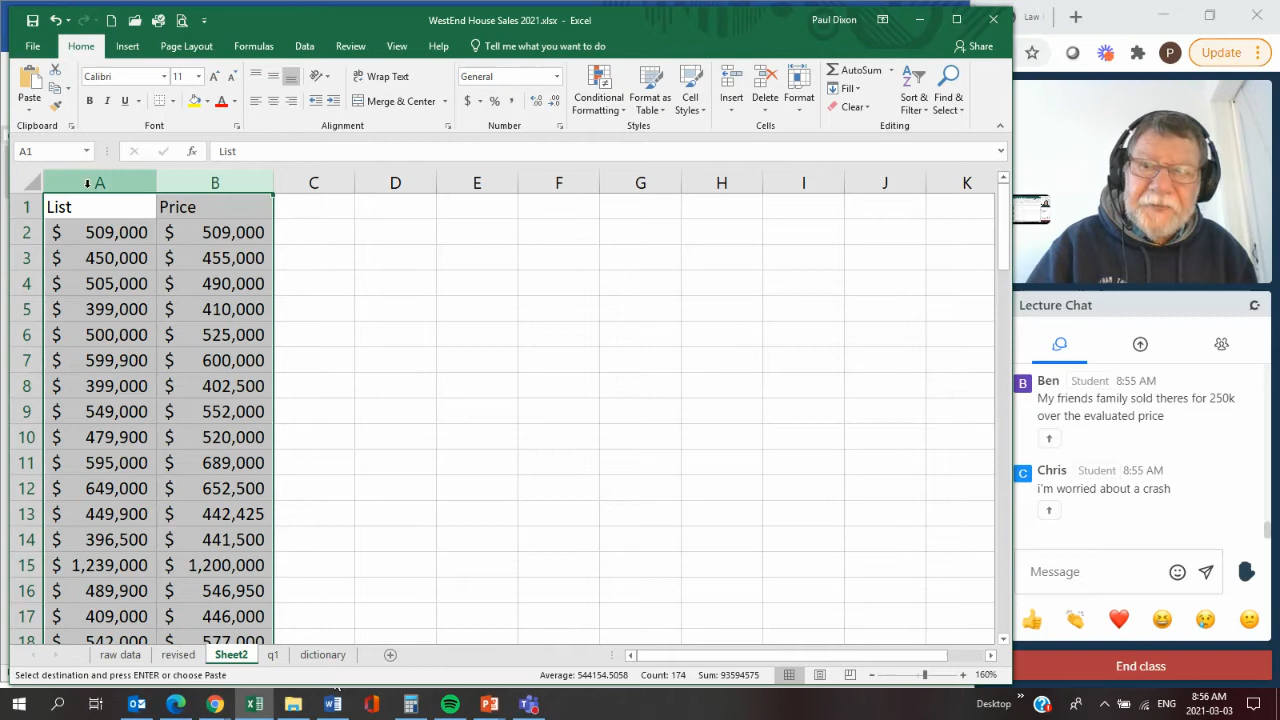 WestEnd House Sales 2021.xlsx - Excel
Paul Dixon
Law
File Home Insert Page Layout Formulas Data Review View Help Tell me what you want to do Share
P Update
Paste
Calibri 11
Wrap Text
General
Conditional Formatting
Format as Table
Cell Styles
Insert Delete Format
AutoSum
Fill
Clear
Sort & Filter
Find & Select
B I U
Merge & Center
$ % ,
Clipboard Font Alignment Number Styles Cells Editing
A1 fx List
A B C D E F G H I J K
1 List Price
2 $ 509,000 $ 509,000
3 $ 450,000 $ 455,000
4 $ 505,000 $ 490,000
5 $ 399,000 $ 410,000
6 $ 500,000 $ 525,000
7 $ 599,900 $ 600,000
8 $ 399,000 $ 402,500
9 $ 549,000 $ 552,000
10 $ 479,900 $ 520,000
11 $ 595,000 $ 689,000
12 $ 649,000 $ 652,500
13 $ 449,900 $ 442,425
14 $ 396,500 $ 441,500
15 $ 1,239,000 $ 1,200,000
16 $ 489,900 $ 546,950
17 $ 409,000 $ 446,000
18 $ 542,000 $ 577,000
raw data revised Sheet2 q1 dictionary
Select destination and press ENTER or choose Paste
Average: 544154.5058 Count: 174 Sum: 93594575
160%
Lecture Chat
B Ben Student 8:55 AM
My friends family sold theres for 250k
over the evaluated price
C Chris Student 8:55 AM
i'm worried about a crash
Message
End class
Desktop
ENG
8:56 AM
2021-03-03